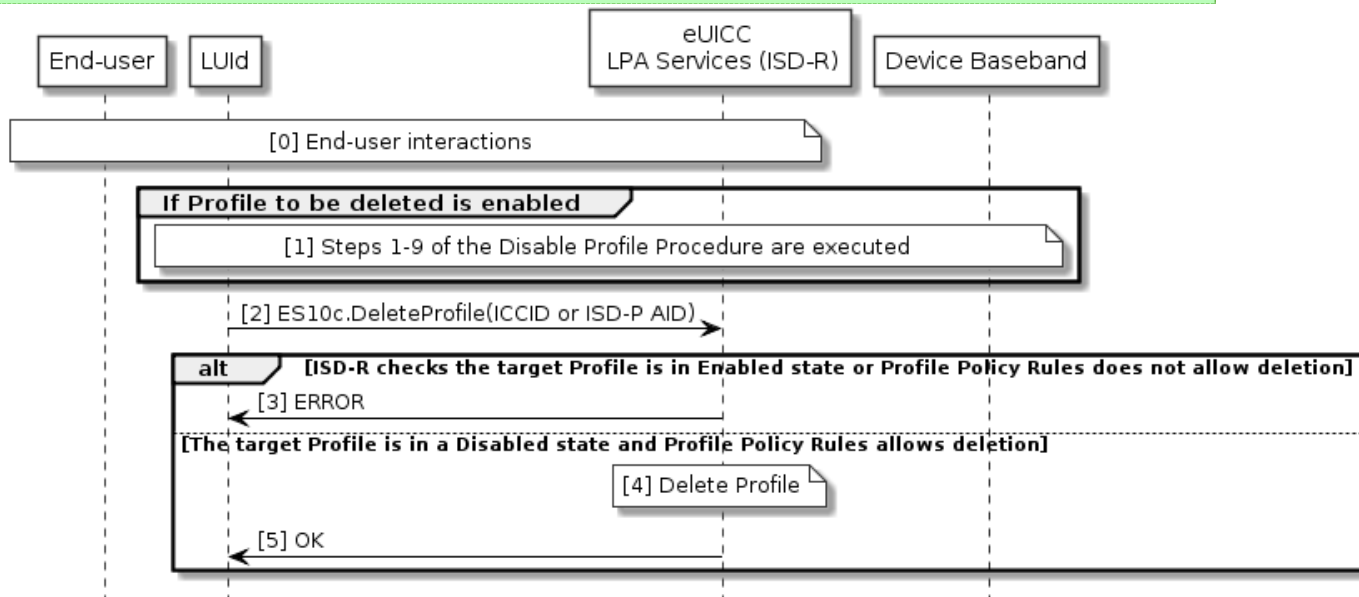 End-user
LUId
eUICC
LPA Services (ISD-R)
Device Baseband
[0] End-user interactions
If Profile to be deleted is enabled
[1] Steps 1-9 of the Disable Profile Procedure are executed
[2] ES10c.DeleteProfile(ICCID or ISD-P AID)
alt
[ISD-R checks the target Profile is in Enabled state or Profile Policy Rules does not allow deletion]
[3] ERROR
[The target Profile is in a Disabled state and Profile Policy Rules allows deletion]
[4] Delete Profile
[5] OK